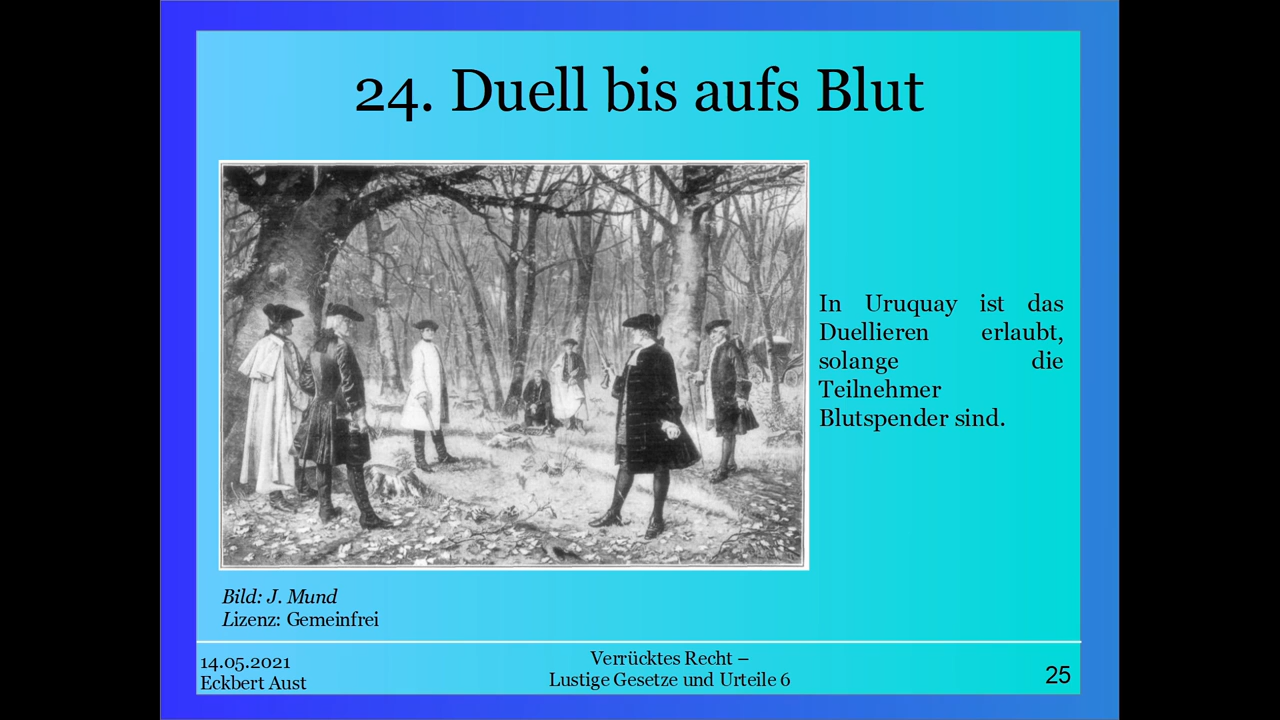 24. Duell bis aufs Blut
In Uruquay ist das
Duellieren erlaubt,
solange die
Teilnehmer
Blutspender sind.
Bild: J. Mund
Lizenz: Gemeinfrei
14.05.2021
Eckbert Aust
Verrücktes Recht –
Lustige Gesetze und Urteile 6
25